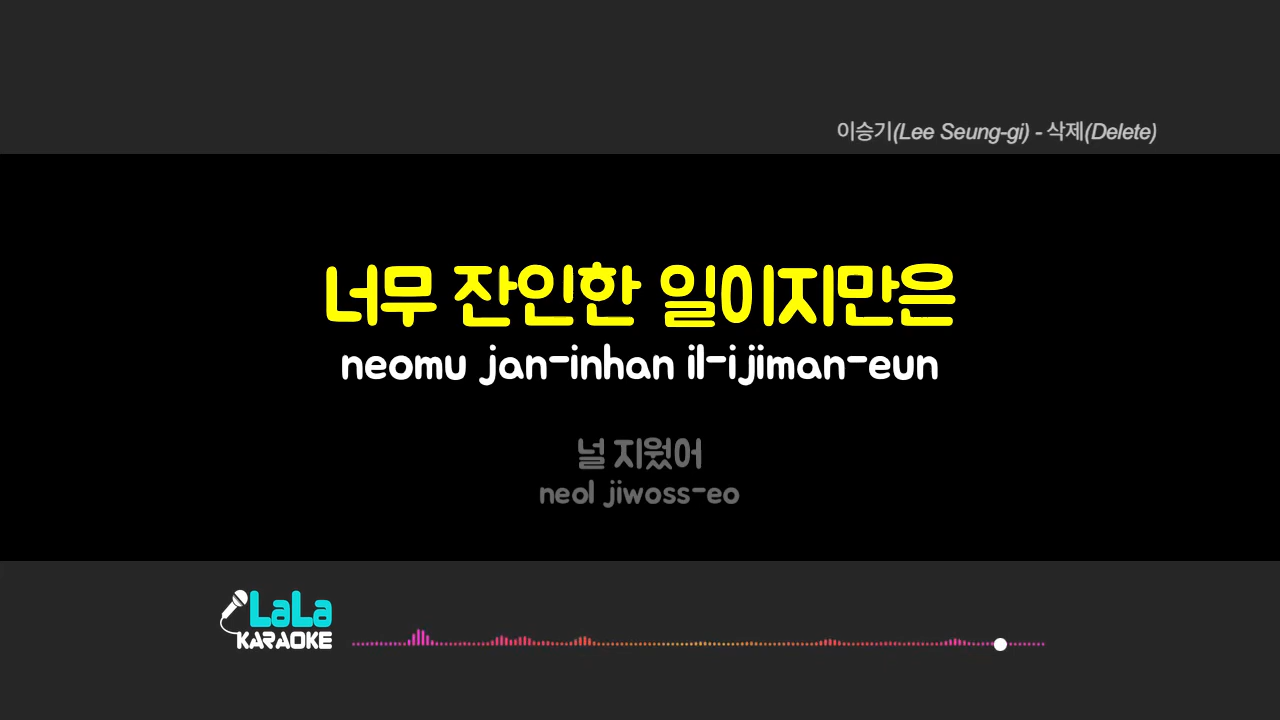 이승기(Lee Seung-gi) - 삭제(Delete)
너무 잔인한 일이지만은
neomu jan-inhan il-ijiman-eun
널 지웠어
neol jiwoss-eo
LaLa
KARAOKE